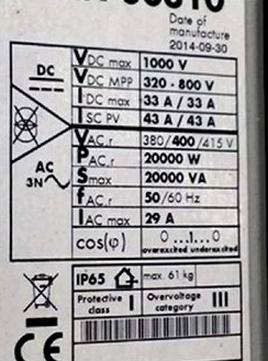 Date of
manufacture
2014-09-30
DC
VDC max 1000 V
VDC MPP 320 - 800 V
IDC max 33 A / 33 A
ISC PV 43 A / 43 A
AC
3N
VAC,r 380/400/415 V
PAC,r 20000 W
Smax 20000 VA
fAC,r 50/60 Hz
IAC max 29 A
cos(φ) 0 ...1...0
overexcited underexcited
IP65 max. 61 kg
Protective class I Overvoltage category III
CE